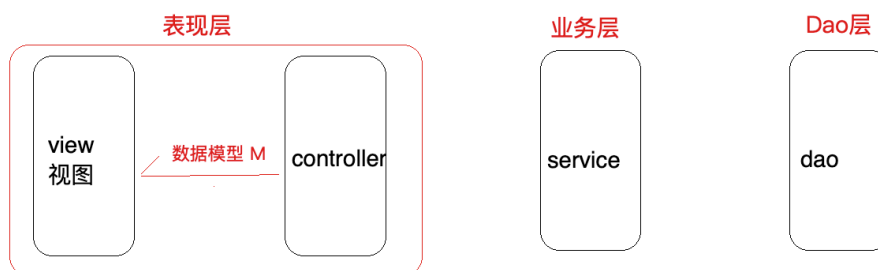 表现层
业务层
Dao层
view
视图
数据模型 M
controller
service
dao